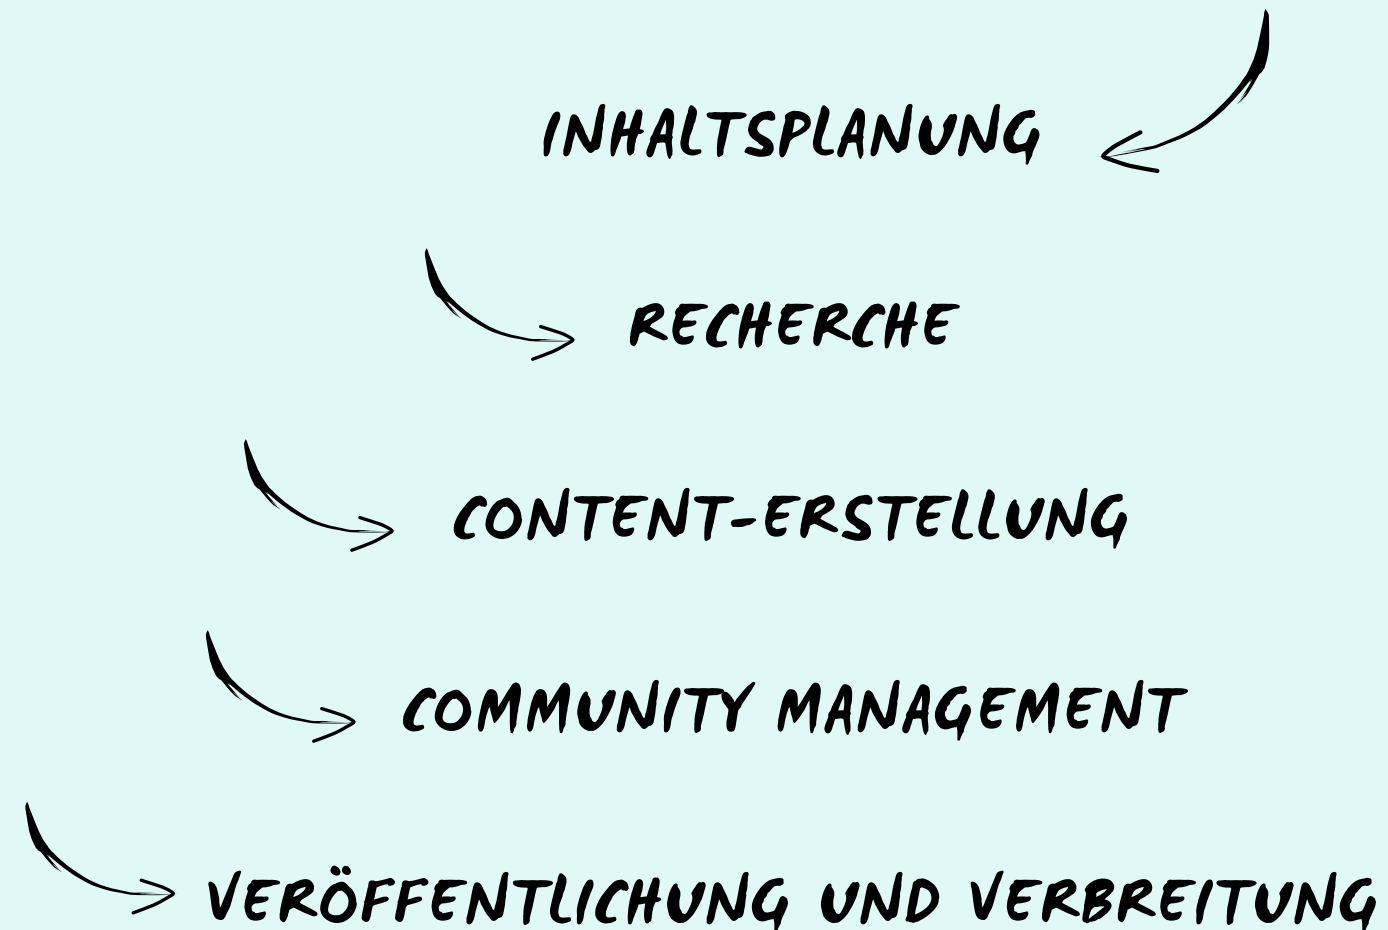 INHALTSPLANUNG
RECHERCHE
CONTENT-ERSTELLUNG
COMMUNITY MANAGEMENT
VERÖFFENTLICHUNG UND VERBREITUNG